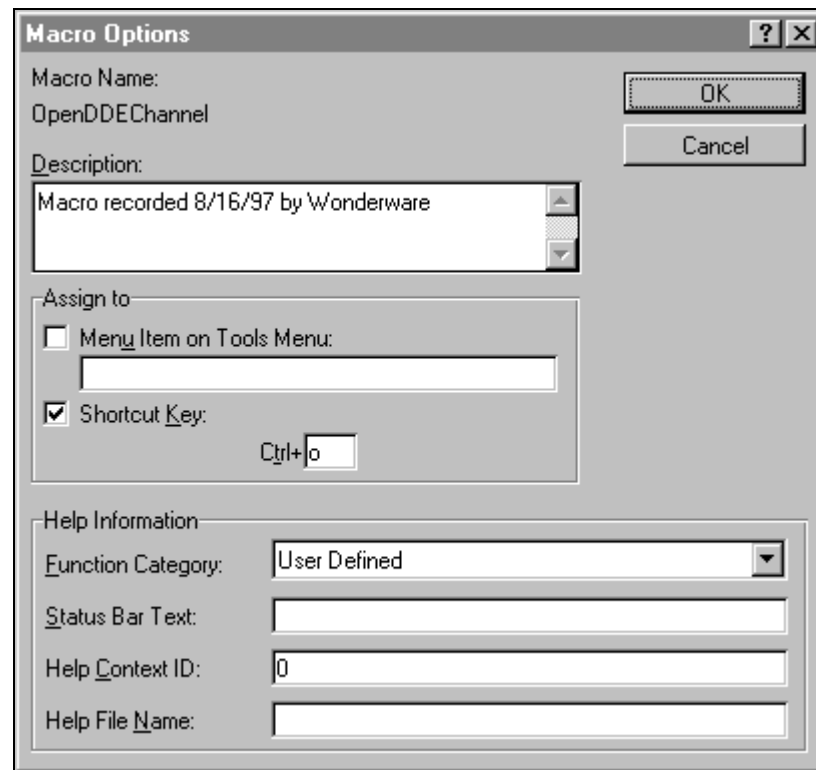 Macro Options
Macro Name:
OpenDDEChannel
OK
Cancel
Description:
Macro recorded 8/16/97 by Wonderware
Assign to
Menu Item on Tools Menu:
Shortcut Key:
Ctrl+ o
Help Information
Function Category: User Defined
Status Bar Text:
Help Context ID: 0
Help File Name: